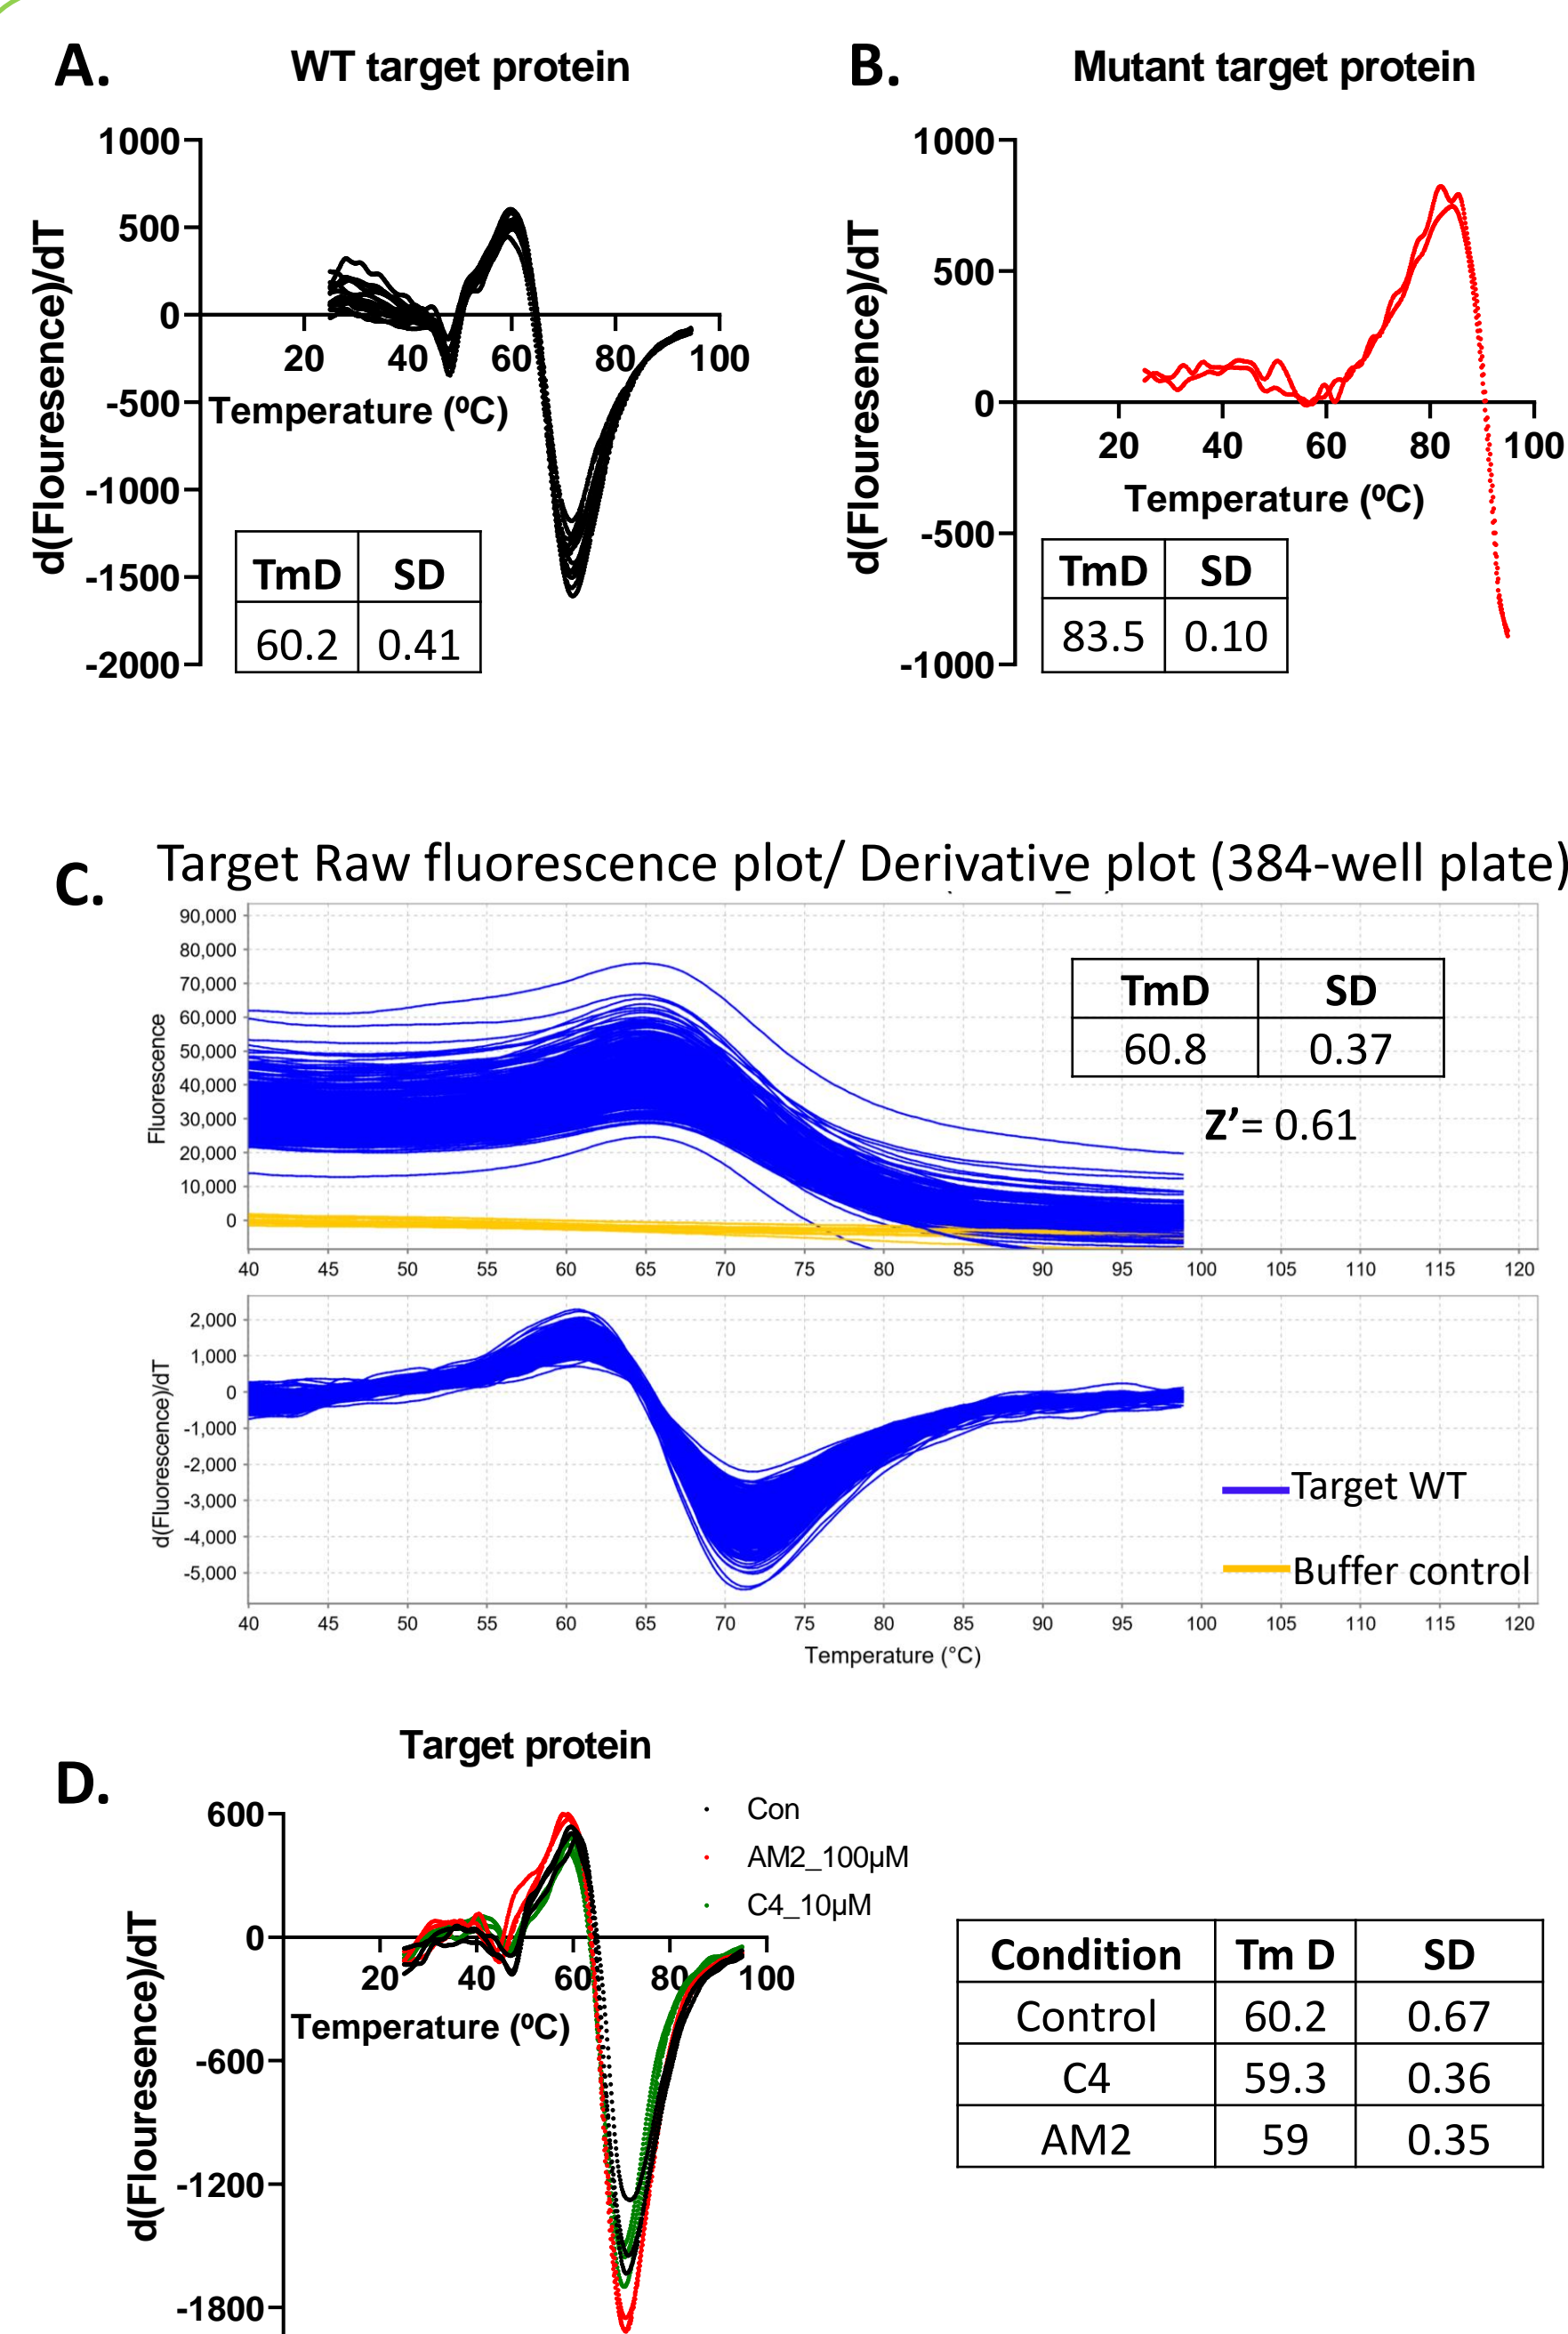 A.
WT target protein
d(Flouresence)/dT
1000
500
0
-500
-1000
-1500
-2000
20 40 60 80 100
Temperature (ºC)
TmD SD
60.2 0.41
B.
Mutant target protein
d(Flouresence)/dT
1000
500
0
-500
-1000
20 40 60 80 100
Temperature (ºC)
TmD SD
83.5 0.10
C.
Target Raw fluorescence plot/ Derivative plot (384-well plate)
Fluorescence
90,000
80,000
70,000
60,000
50,000
40,000
30,000
20,000
10,000
0
40 45 50 55 60 65 70 75 80 85 90 95 100 105 110 115 120
TmD SD
60.8 0.37
Z’= 0.61
d(Fluorescence)/dT
2,000
1,000
0
-1,000
-2,000
-3,000
-4,000
-5,000
40 45 50 55 60 65 70 75 80 85 90 95 100 105 110 115 120
Temperature (°C)
Target WT
Buffer control
D.
Target protein
d(Flouresence)/dT
600
0
-600
-1200
-1800
20 40 60 80 100
Temperature (ºC)
Con
AM2_100µM
C4_10µM
Condition Tm D SD
Control 60.2 0.67
C4 59.3 0.36
AM2 59 0.35